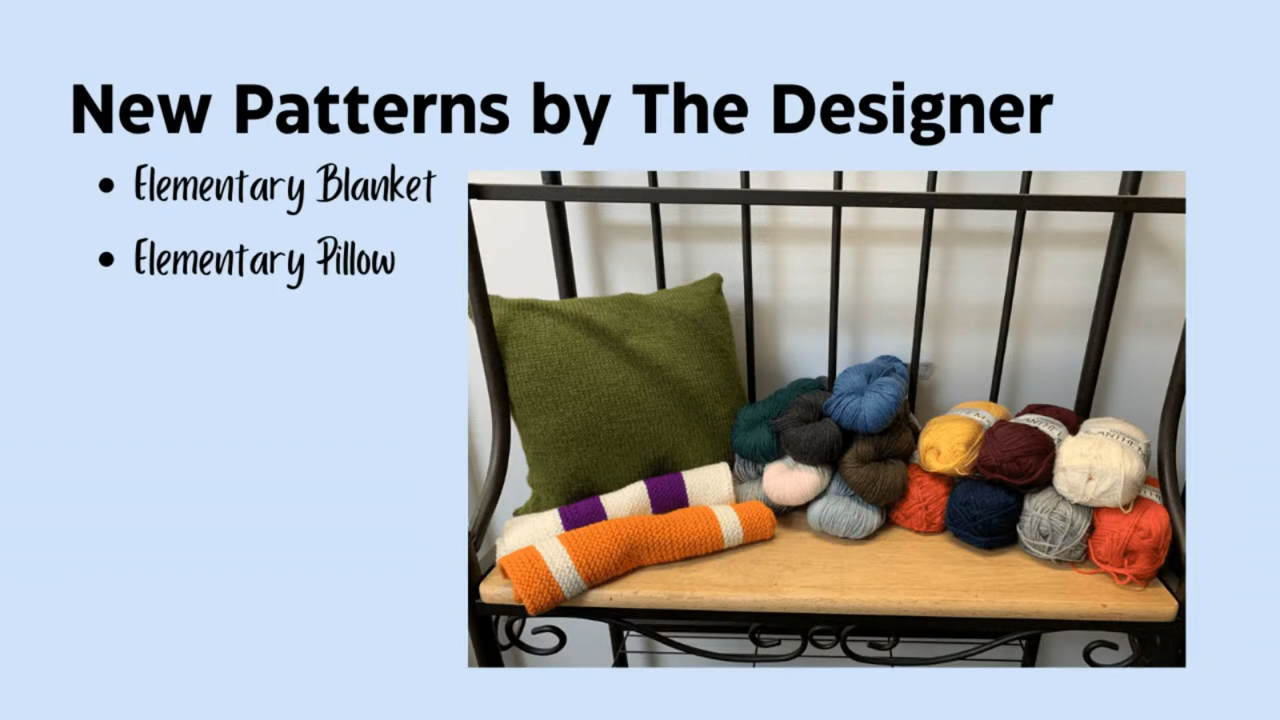 New Patterns by The Designer
Elementary Blanket
Elementary Pillow